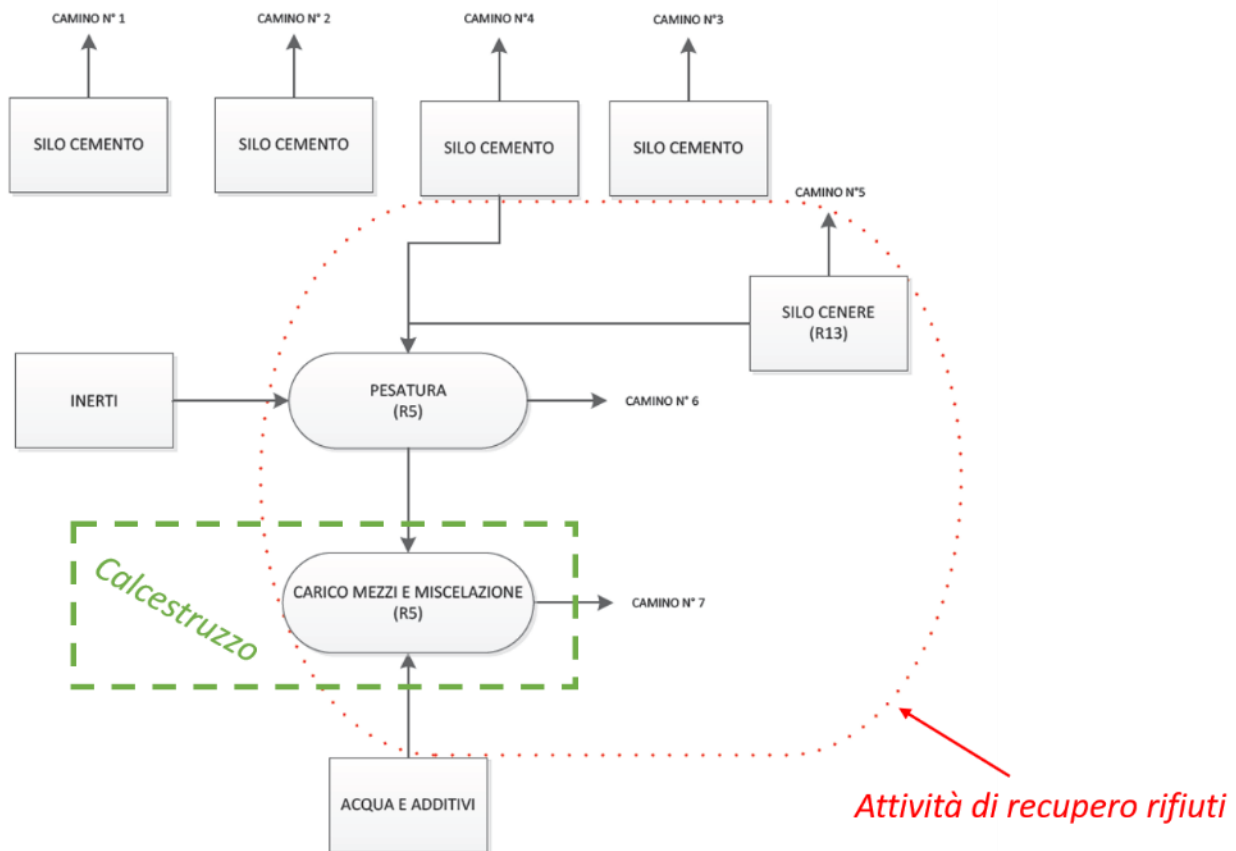 CAMINO N° 1
CAMINO N° 2
CAMINO N°4
CAMINO N°3
SILO CEMENTO
SILO CEMENTO
SILO CEMENTO
SILO CEMENTO
CAMINO N°5
SILO CENERE
(R13)
INERTI
PESATURA
(R5)
CAMINO N° 6
Calcestruzzo
CARICO MEZZI E MISCELAZIONE
(R5)
CAMINO N° 7
ACQUA E ADDITIVI
Attività di recupero rifiuti